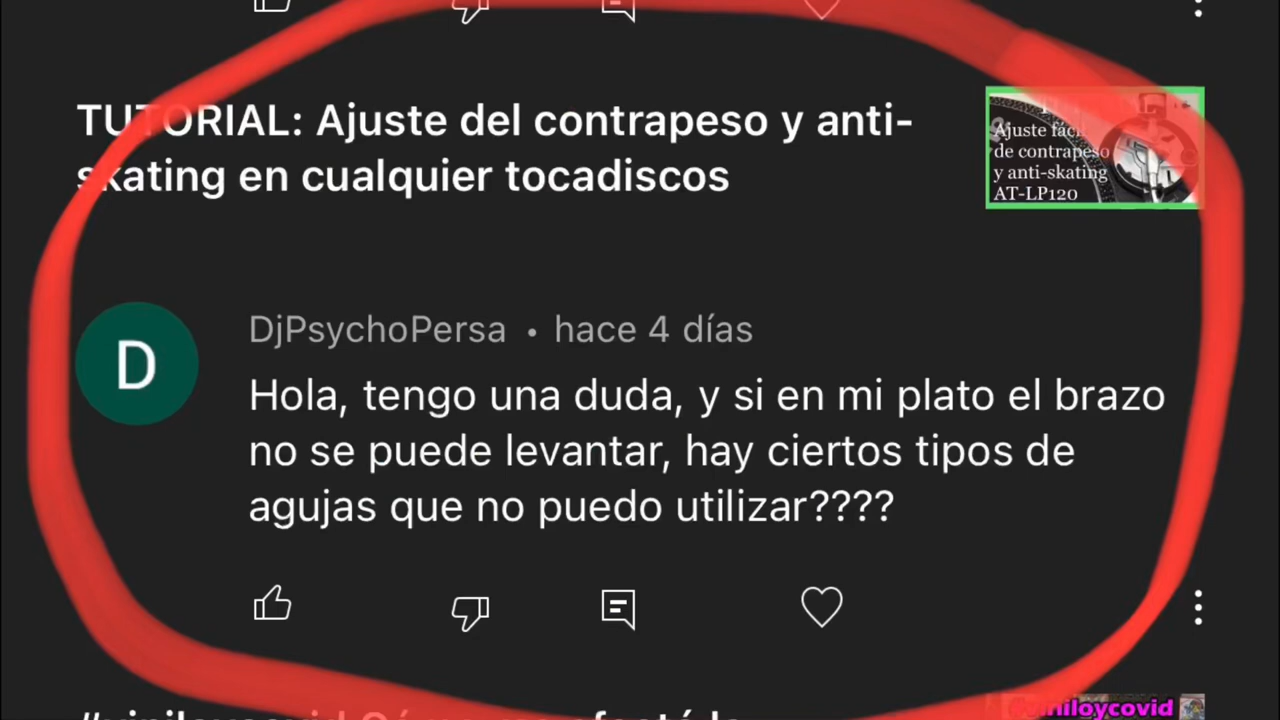 TUTORIAL: Ajuste del contrapeso y anti-
skating en cualquier tocadiscos
Ajuste fácil
de contrapeso
y anti-skating
AT-LP120
D
DjPsychoPersa • hace 4 días
Hola, tengo una duda, y si en mi plato el brazo
no se puede levantar, hay ciertos tipos de
agujas que no puedo utilizar????